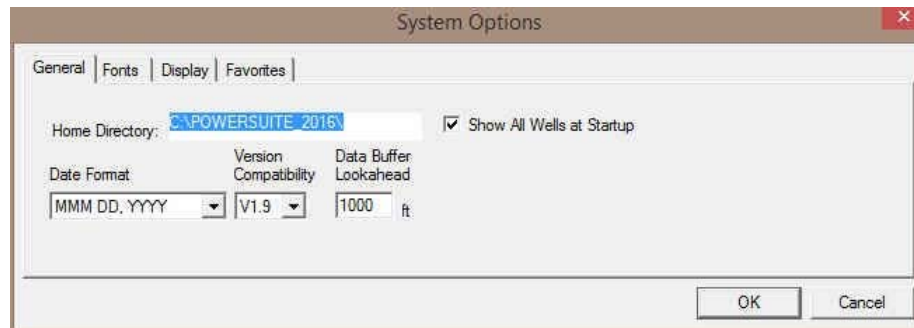 System Options
General Fonts Display Favorites
Home Directory: C:\POWERSUITE_2016\ Show All Wells at Startup
Date Format Version Compatibility Data Buffer Lookahead
MMM DD, YYYY V1.9 1000 ft
OK Cancel